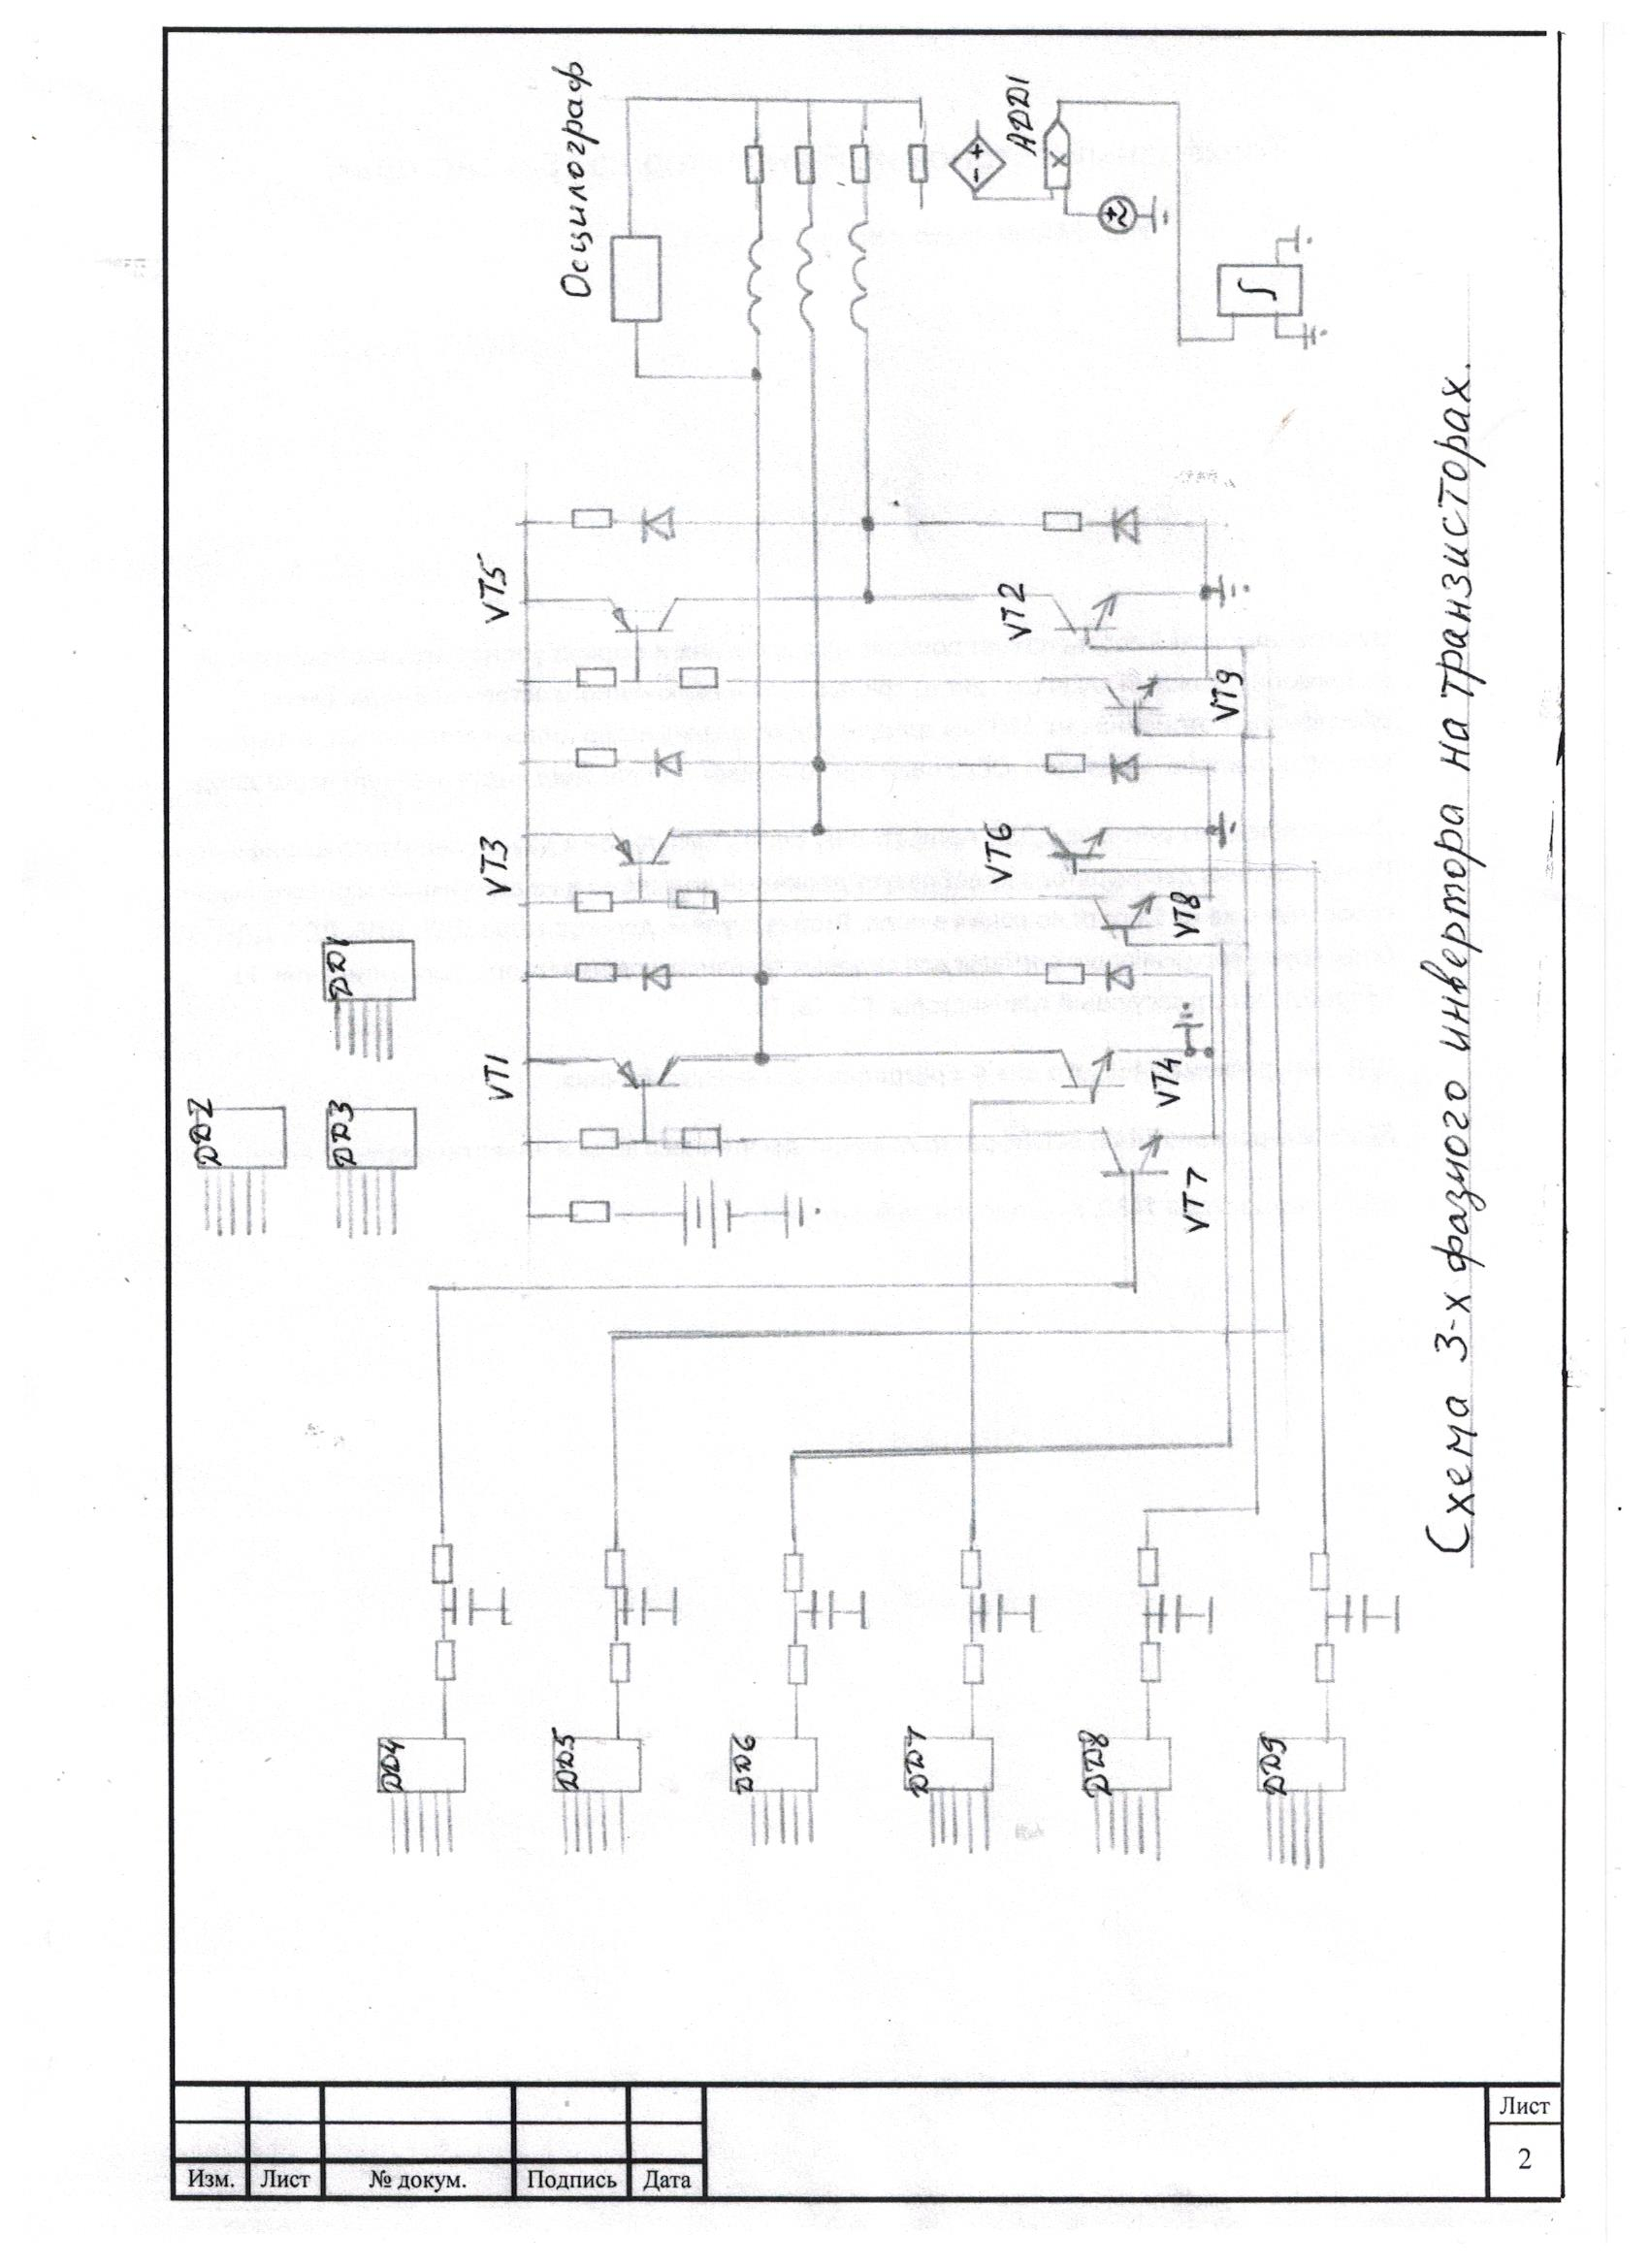 Осцилограф
ADD1
VT5
VT2
VT9
VT3
VT6
VT8
DD1
VT1
VT4
DD2
DD3
VT7
DD4
DD5
DD6
DD7
DD8
DD9
Схема 3-х фазного инвертора на транзисторах.
Изм. Лист № докум. Подпись Дата
Лист
2